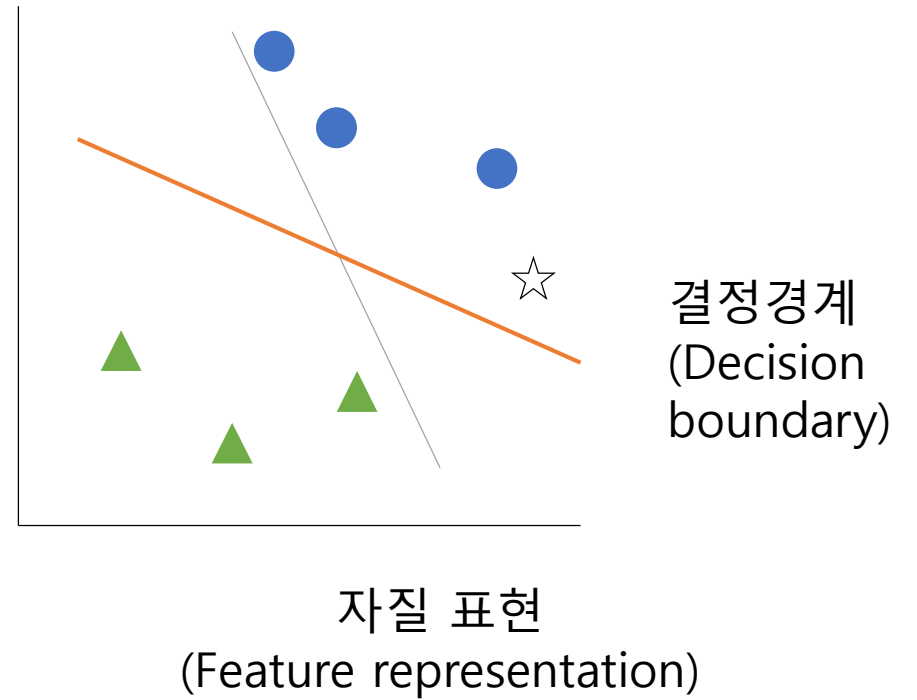 결정경계
(Decision
boundary)
자질 표현
(Feature representation)